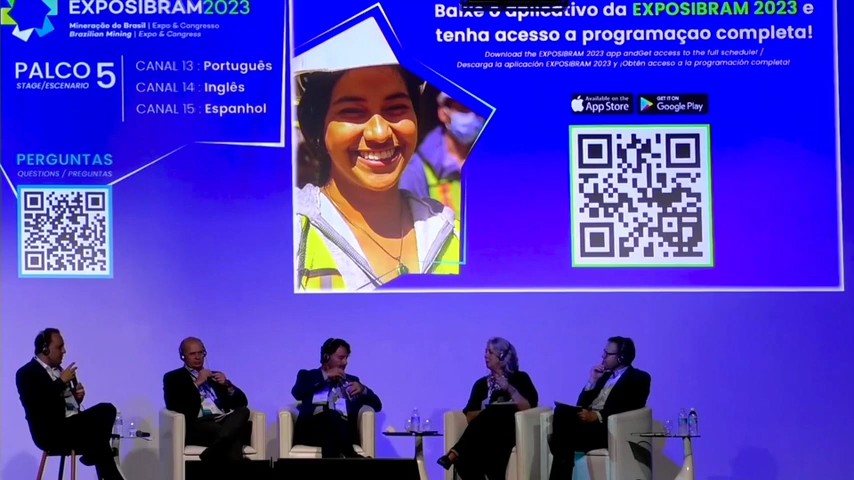 EXPOSIBRAM2023
Mineração do Brasil | Expo & Congresso
Brazilian Mining | Expo & Congress
PALCO 5
STAGE/ESCENARIO
CANAL 13 : Português
CANAL 14 : Inglês
CANAL 15 : Espanhol
PERGUNTAS
QUESTIONS / PREGUNTAS
Baixe o aplicativo da EXPOSIBRAM 2023 e
tenha acesso a programaçao completa!
Download the EXPOSIBRAM 2023 app andGet access to the full schedule! /
Descarga la aplicación EXPOSIBRAM 2023 y ¡Obtén acceso a la programación completa!
Available on the
App Store
GET IT ON
Google Play